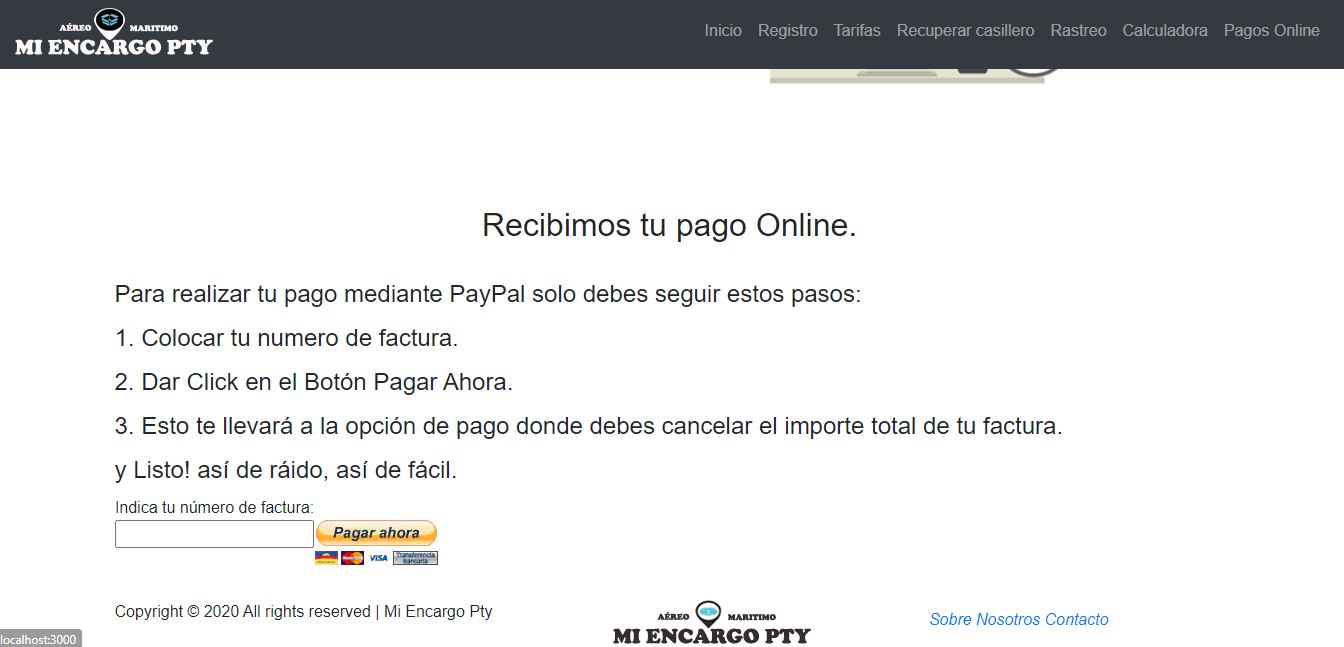 AÉREO MARITIMO
MI ENCARGO PTY
Inicio Registro Tarifas Recuperar casillero Rastreo Calculadora Pagos Online
Recibimos tu pago Online.
Para realizar tu pago mediante PayPal solo debes seguir estos pasos:
1. Colocar tu numero de factura.
2. Dar Click en el Botón Pagar Ahora.
3. Esto te llevará a la opción de pago donde debes cancelar el importe total de tu factura.
y Listo! así de ráido, así de fácil.
Indica tu número de factura:
Pagar ahora
MasterCard VISA Transferencia bancaria
Copyright © 2020 All rights reserved | Mi Encargo Pty
AÉREO MARITIMO
MI ENCARGO PTY
Sobre Nosotros Contacto
localhost:3000